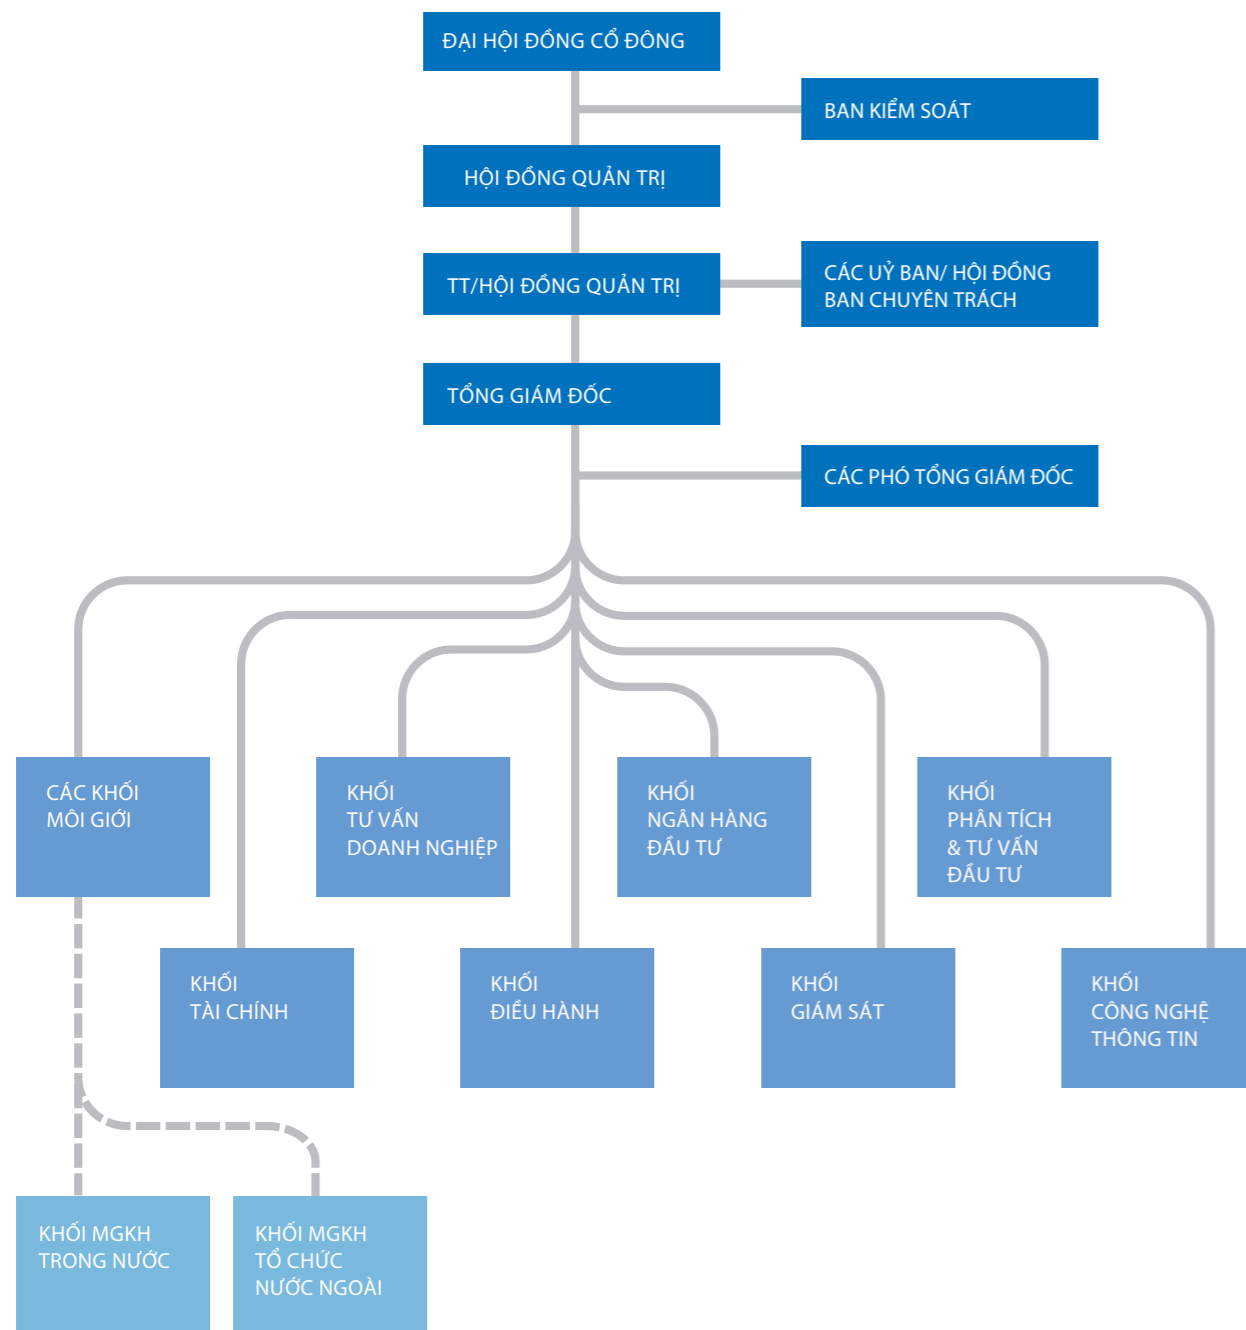 ĐẠI HỘI ĐỒNG CỔ ĐÔNG
BAN KIỂM SOÁT
HỘI ĐỒNG QUẢN TRỊ
TT/HỘI ĐỒNG QUẢN TRỊ
CÁC UỶ BAN/ HỘI ĐỒNG
BAN CHUYÊN TRÁCH
TỔNG GIÁM ĐỐC
CÁC PHÓ TỔNG GIÁM ĐỐC
CÁC KHỐI
MÔI GIỚI
KHỐI
TƯ VẤN
DOANH NGHIỆP
KHỐI
NGÂN HÀNG
ĐẦU TƯ
KHỐI
PHÂN TÍCH
& TƯ VẤN
ĐẦU TƯ
KHỐI
TÀI CHÍNH
KHỐI
ĐIỀU HÀNH
KHỐI
GIÁM SÁT
KHỐI
CÔNG NGHỆ
THÔNG TIN
KHỐI MGKH
TRONG NƯỚC
KHỐI MGKH
TỔ CHỨC
NƯỚC NGOÀI